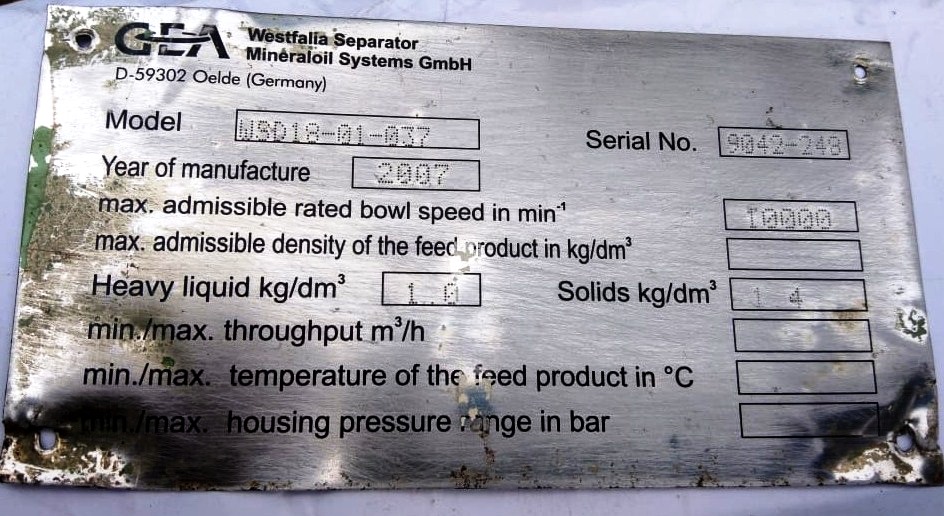 GEA Westfalia Separator
Mineraloil Systems GmbH
D-59302 Oelde (Germany)
Model WSD18-01-037
Serial No. 9042-248
Year of manufacture 2007
max. admissible rated bowl speed in min⁻¹ 10000
max. admissible density of the feed product in kg/dm³
Heavy liquid kg/dm³ 1.0 Solids kg/dm³ 1 4
min./max. throughput m³/h
min./max. temperature of the feed product in °C
min./max. housing pressure range in bar